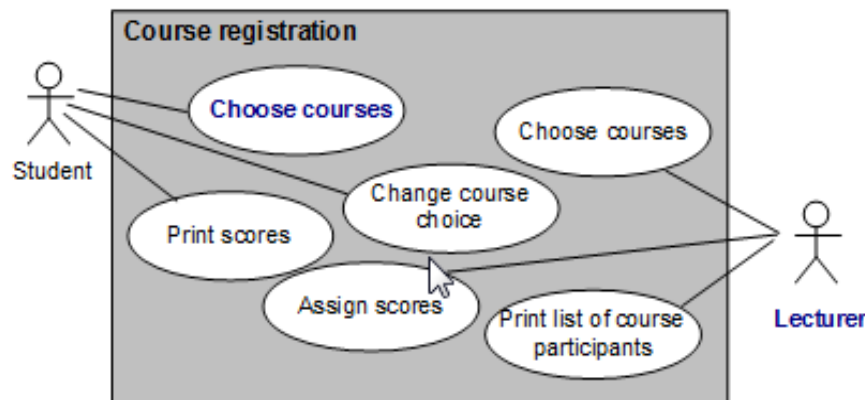 Course registration
Choose courses
Choose courses
Student
Change course
choice
Print scores
Assign scores
Print list of course
participants
Lecturer